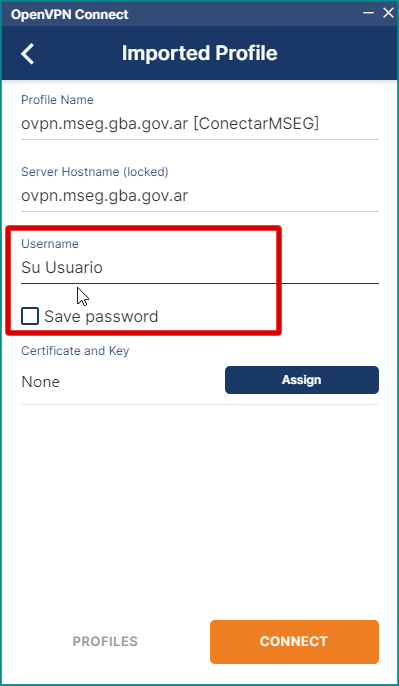 OpenVPN Connect
Imported Profile
Profile Name
ovpn.mseg.gba.gov.ar [ConectarMSEG]
Server Hostname (locked)
ovpn.mseg.gba.gov.ar
Username
Su Usuario
Save password
Certificate and Key
None
Assign
PROFILES
CONNECT